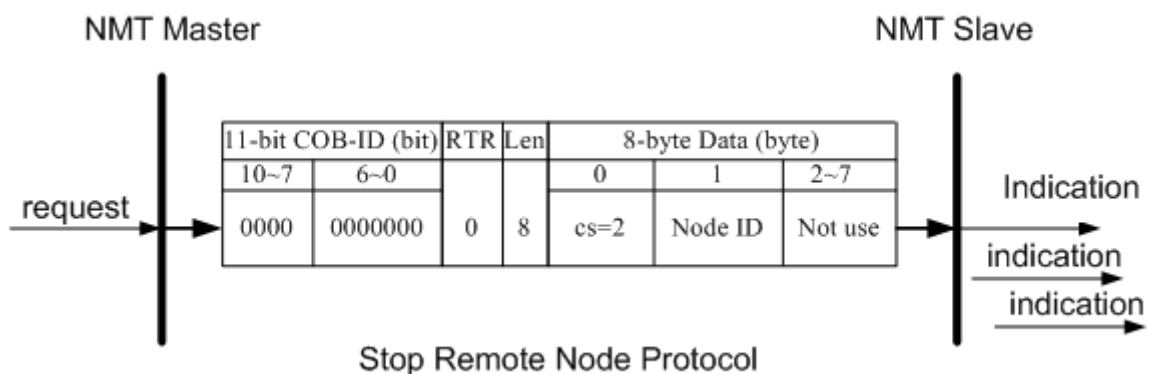 NMT Master NMT Slave
11-bit COB-ID (bit) RTR Len 8-byte Data (byte)
10~7 6~0 0 1 2~7
request 0000 0000000 0 8 cs=2 Node ID Not use Indication
indication
indication
Stop Remote Node Protocol